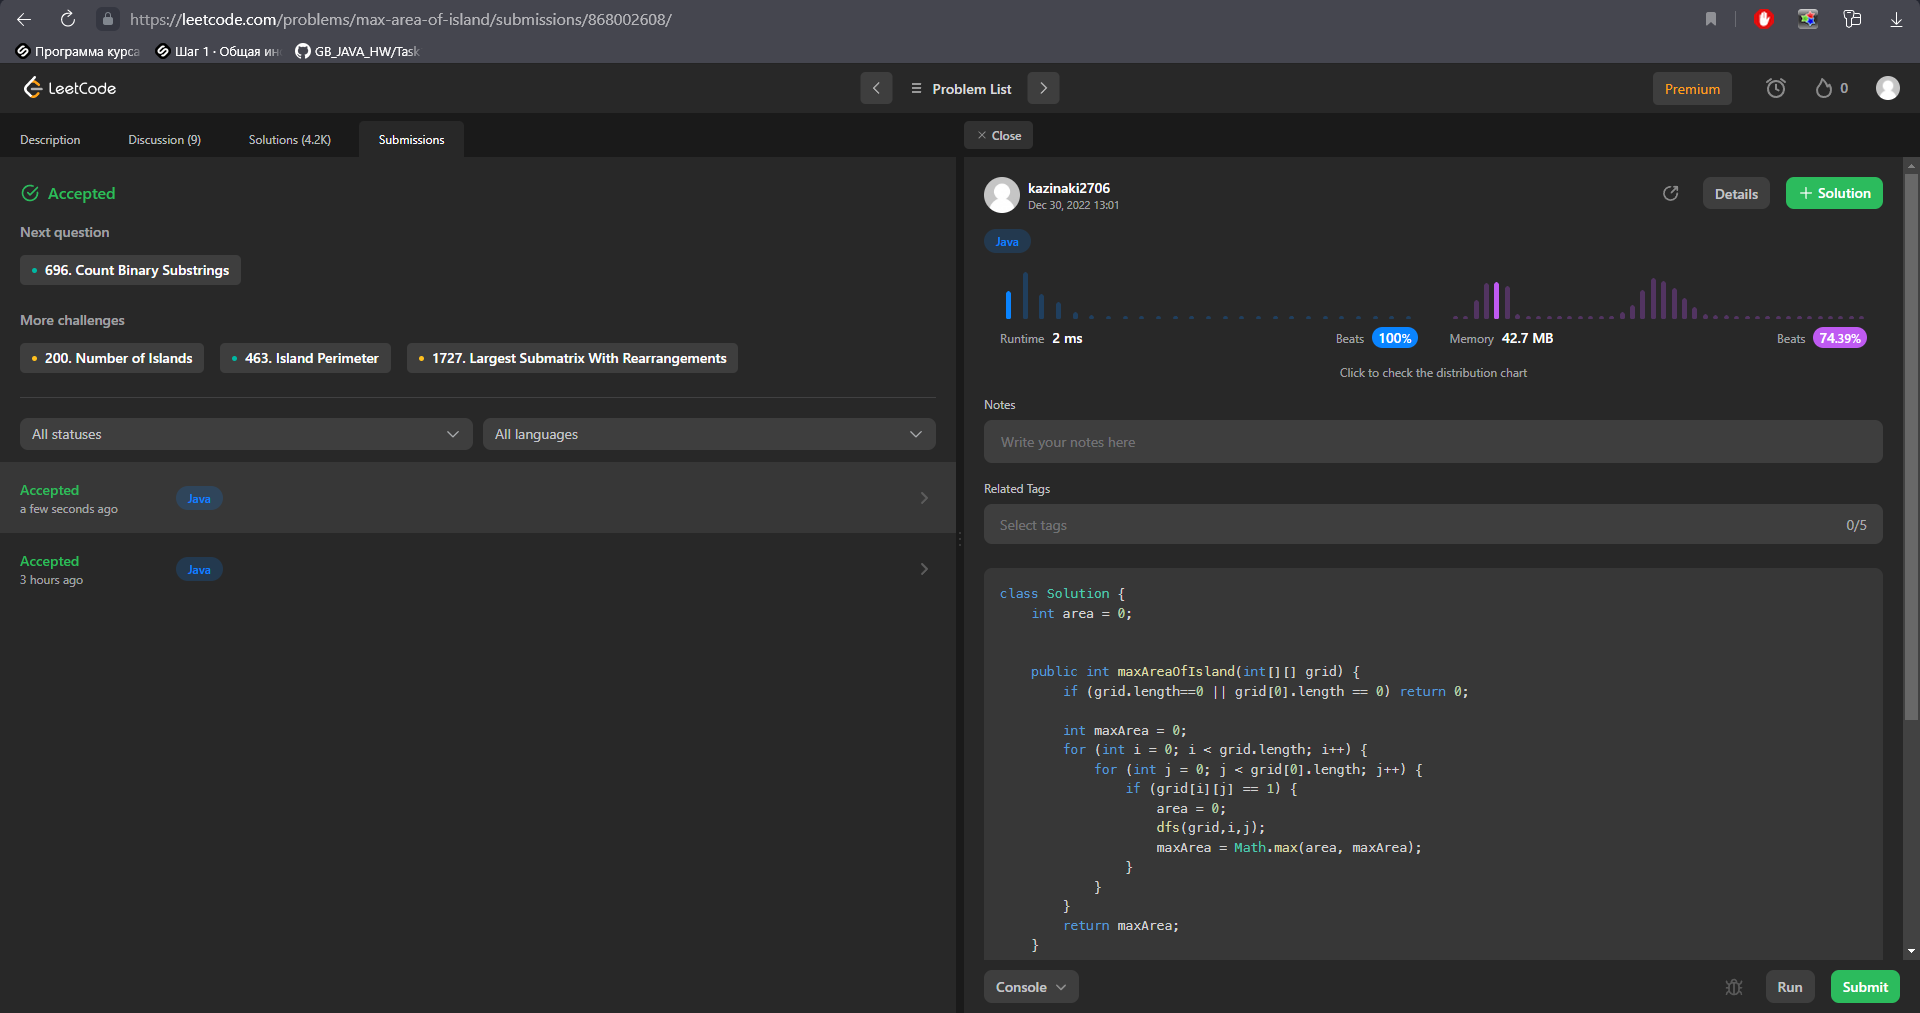 https://leetcode.com/problems/max-area-of-island/submissions/868002608/
Программа курса
Шаг 1 · Общая ин
GB_JAVA_HW/Task
LeetCode
Problem List
Premium
0
Description
Discussion (9)
Solutions (4.2K)
Submissions
Close
Accepted
Next question
696. Count Binary Substrings
More challenges
200. Number of Islands
463. Island Perimeter
1727. Largest Submatrix With Rearrangements
All statuses
All languages
Accepted
a few seconds ago
Java
Accepted
3 hours ago
Java
kazinaki2706
Dec 30, 2022 13:01
Details
+ Solution
Java
Runtime 2 ms
Beats 100%
Memory 42.7 MB
Beats 74.39%
Click to check the distribution chart
Notes
Write your notes here
Related Tags
Select tags
0/5
class Solution {
    int area = 0;
    public int maxAreaOfIsland(int[][] grid) {
        if (grid.length==0 || grid[0].length == 0) return 0;
        int maxArea = 0;
        for (int i = 0; i < grid.length; i++) {
            for (int j = 0; j < grid[0].length; j++) {
                if (grid[i][j] == 1) {
                    area = 0;
                    dfs(grid,i,j);
                    maxArea = Math.max(area, maxArea);
                }
            }
        }
        return maxArea;
    }
Console
Run
Submit